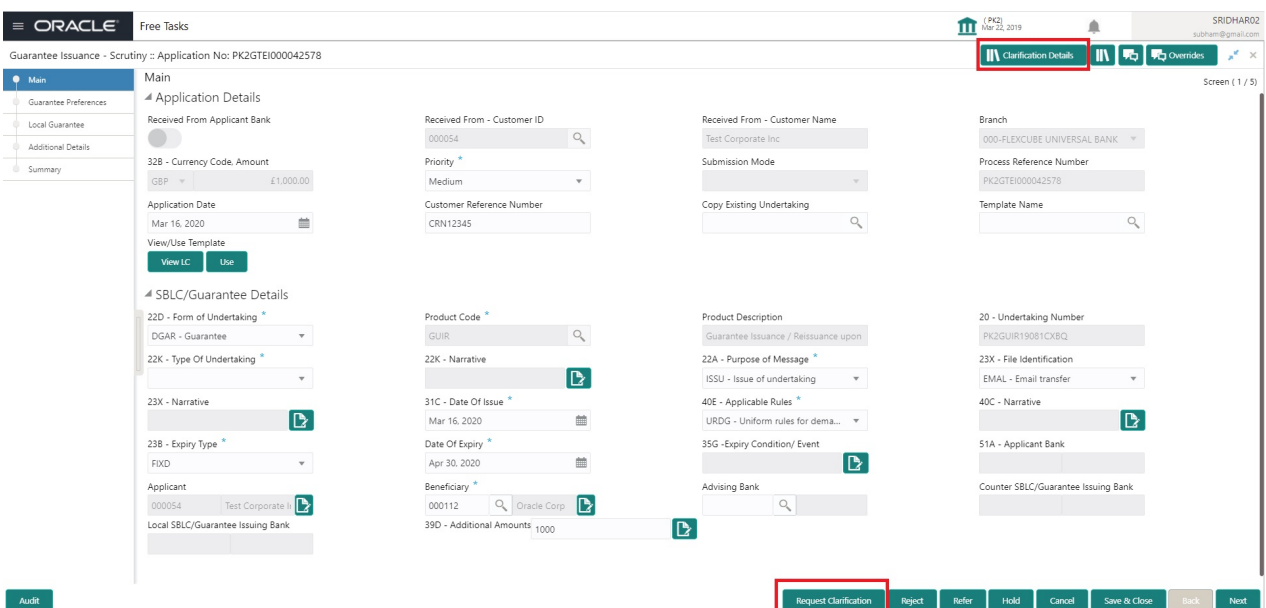 ORACLE Free Tasks ( PK2) SRIDHAR02
Mar 22, 2019 subham@gmail.com
Guarantee Issuance - Scrutiny :: Application No: PK2GTEI000042578 Clarification Details Overrides
Main Main Screen ( 1 / 5)
Guarantee Preferences Application Details
Local Guarantee Received From Applicant Bank Received From - Customer ID Received From - Customer Name Branch
Additional Details 000054 Test Corporate Inc 000-FLEXCUBE UNIVERSAL BANK
Summary 32B - Currency Code, Amount Priority * Submission Mode Process Reference Number
GBP £1,000.00 Medium PK2GTEI000042578
Application Date Customer Reference Number Copy Existing Undertaking Template Name
Mar 16, 2020 CRN12345
View/Use Template
View LC Use
SBLC/Guarantee Details
22D - Form of Undertaking * Product Code * Product Description 20 - Undertaking Number
DGAR - Guarantee GUIR Guarantee Issuance / Reissuance upon PK2GUIR19081CXBQ
22K - Type Of Undertaking * 22K - Narrative 22A - Purpose of Message * 23X - File Identification
ISSU - Issue of undertaking EMAL - Email transfer
23X - Narrative 31C - Date Of Issue * 40E - Applicable Rules * 40C - Narrative
Mar 16, 2020 URDG - Uniform rules for dema...
23B - Expiry Type * Date Of Expiry * 35G -Expiry Condition/ Event 51A - Applicant Bank
FIXD Apr 30, 2020
Applicant Beneficiary * Advising Bank Counter SBLC/Guarantee Issuing Bank
000054 Test Corporate I 000112 Oracle Corp
Local SBLC/Guarantee Issuing Bank 39D - Additional Amounts 1000
Audit Request Clarification Reject Refer Hold Cancel Save & Close Back Next